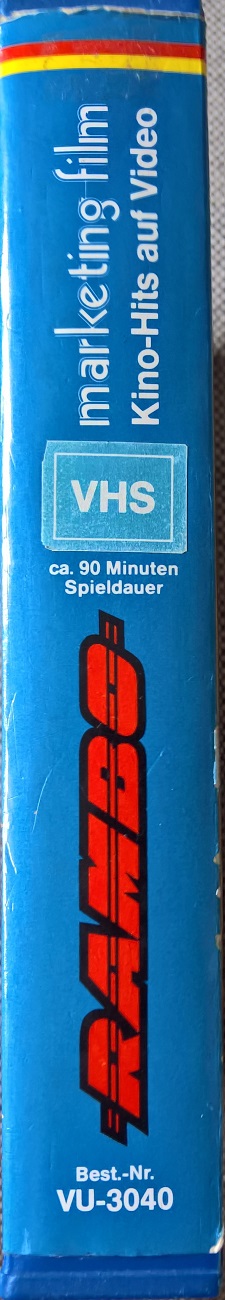 marketing film
Kino-Hits auf Video
VHS
ca. 90 Minuten
Spieldauer
RAMBO
Best.-Nr.
VU-3040